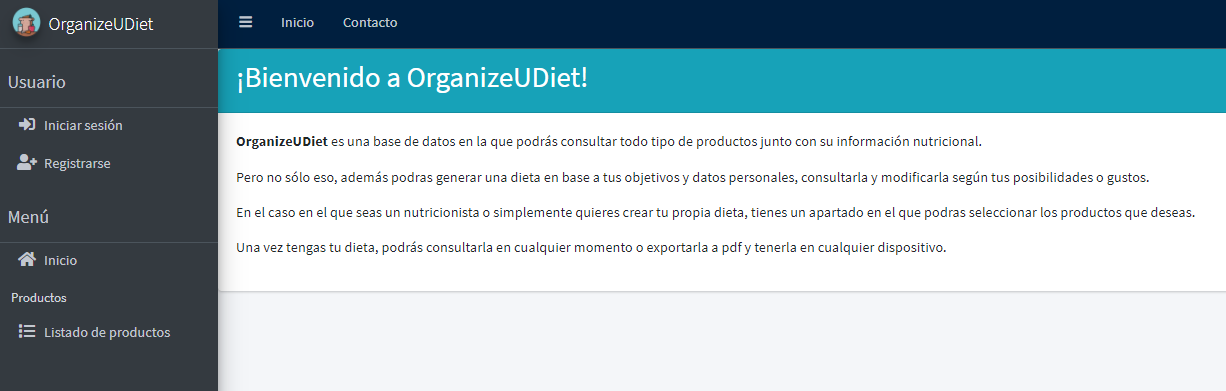 OrganizeUDiet
Inicio Contacto
Usuario
Iniciar sesión
Registrarse
Menú
Inicio
Productos
Listado de productos
¡Bienvenido a OrganizeUDiet!
OrganizeUDiet es una base de datos en la que podrás consultar todo tipo de productos junto con su información nutricional.
Pero no sólo eso, además podras generar una dieta en base a tus objetivos y datos personales, consultarla y modificarla según tus posibilidades o gustos.
En el caso en el que seas un nutricionista o simplemente quieres crear tu propia dieta, tienes un apartado en el que podras seleccionar los productos que deseas.
Una vez tengas tu dieta, podrás consultarla en cualquier momento o exportarla a pdf y tenerla en cualquier dispositivo.